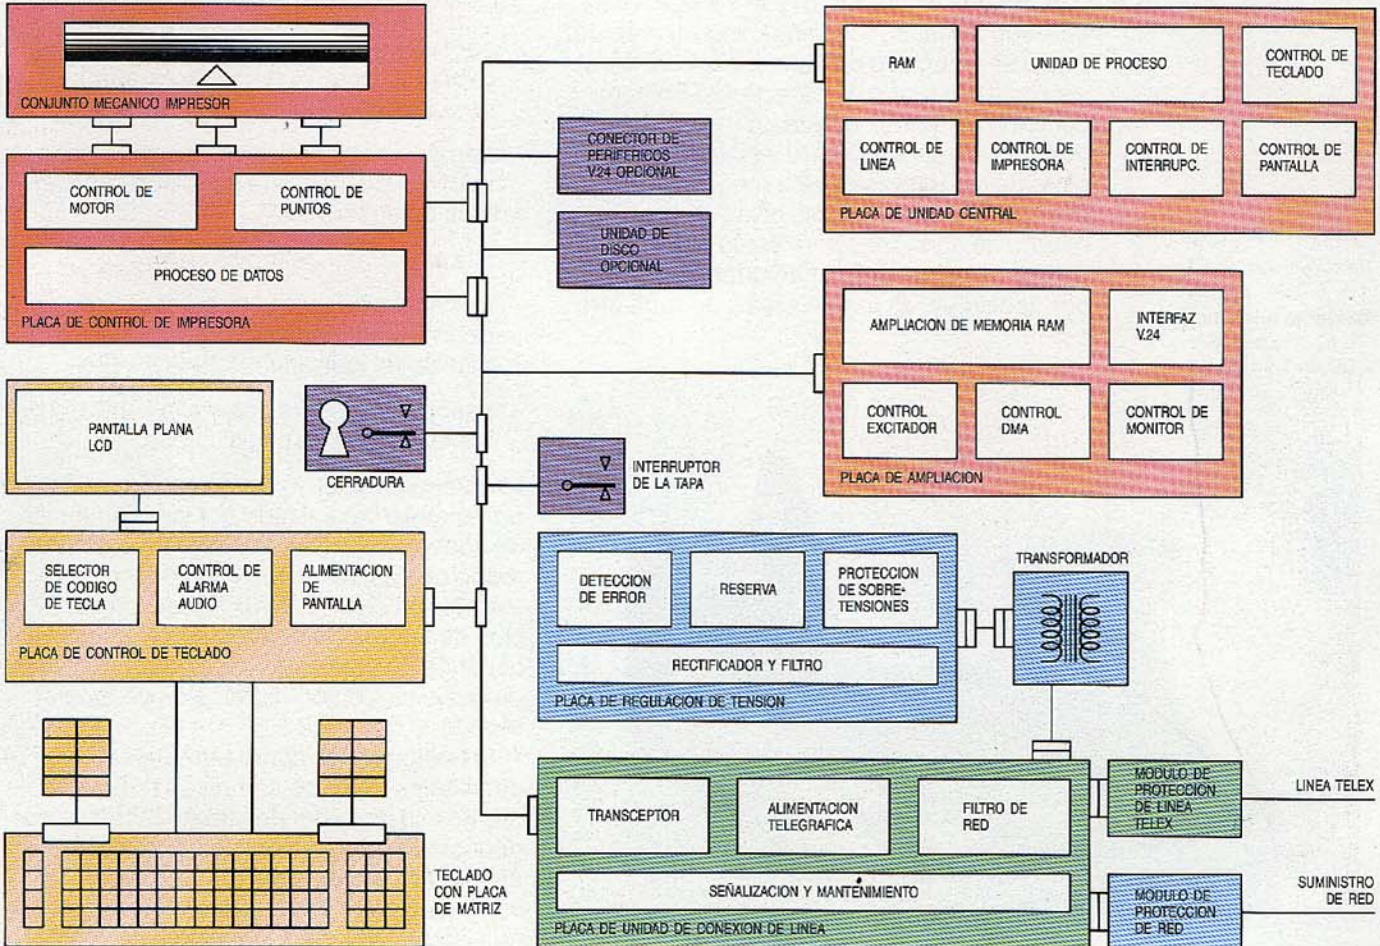 CONJUNTO MECANICO IMPRESOR
CONTROL DE
MOTOR
CONTROL DE
PUNTOS
PROCESO DE DATOS
PLACA DE CONTROL DE IMPRESORA
CONECTOR DE
PERIFERICOS
V.24 OPCIONAL
UNIDAD DE
DISCO
OPCIONAL
RAM
UNIDAD DE PROCESO
CONTROL DE
TECLADO
CONTROL DE
LINEA
CONTROL DE
IMPRESORA
CONTROL DE
INTERRUPC.
CONTROL DE
PANTALLA
PLACA DE UNIDAD CENTRAL
AMPLIACION DE MEMORIA RAM
INTERFAZ
V.24
CONTROL
EXCITADOR
CONTROL
DMA
CONTROL DE
MONITOR
PLACA DE AMPLIACION
PANTALLA PLANA
LCD
CERRADURA
INTERRUPTOR
DE LA TAPA
SELECTOR
DE CODIGO
DE TECLA
CONTROL DE
ALARMA
AUDIO
ALIMENTACION
DE
PANTALLA
PLACA DE CONTROL DE TECLADO
DETECCION
DE ERROR
RESERVA
PROTECCION
DE SOBRE-
TENSIONES
RECTIFICADOR Y FILTRO
PLACA DE REGULACION DE TENSION
TRANSFORMADOR
TECLADO
CON PLACA
DE MATRIZ
TRANSCEPTOR
ALIMENTACION
TELEGRAFICA
FILTRO DE
RED
SEÑALIZACION Y MANTENIMIENTO
PLACA DE UNIDAD DE CONEXION DE LINEA
MODULO DE
PROTECCION
DE LINEA
TELEX
LINEA TELEX
MODULO DE
PROTECCION
DE RED
SUMINISTRO
DE RED